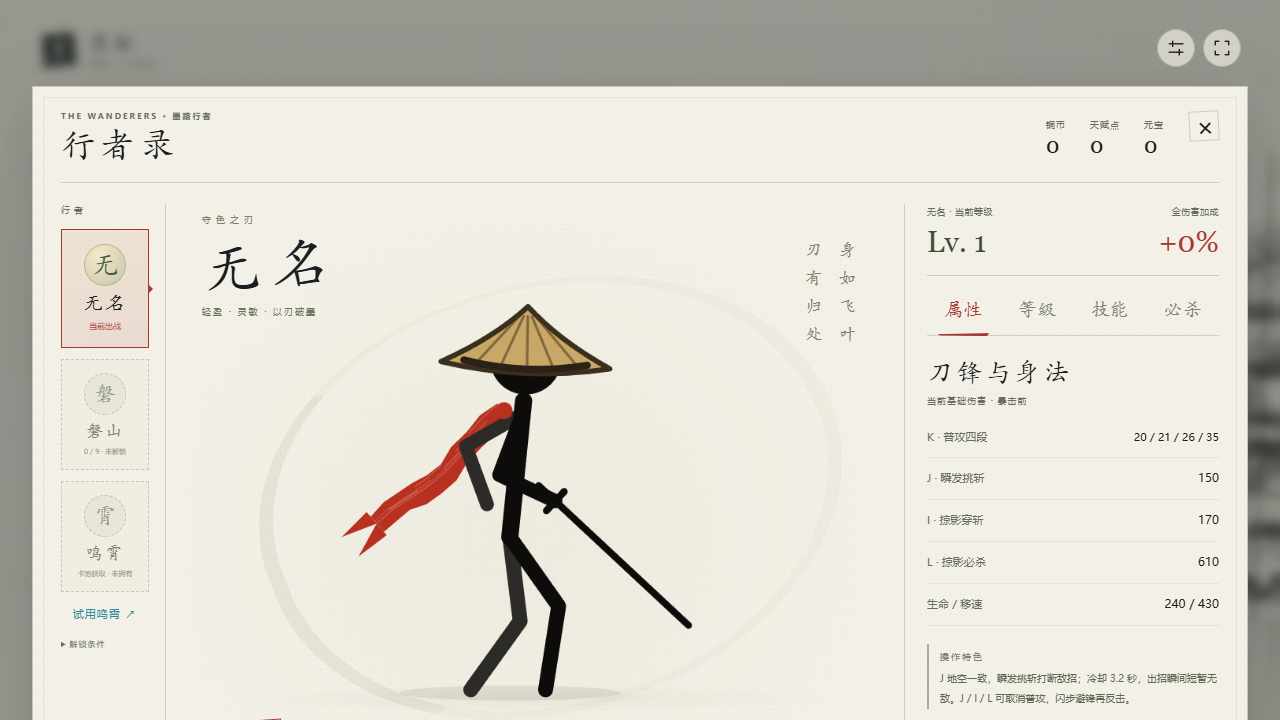 THE WANDERERS • 墨路行者
行者录
铜币
0
天赋点
0
元宝
0
×
行者
无
无名
当前出战
磐
磐山
0 / 9 · 未解锁
霄
鸣霄
卡池获取 · 未拥有
试用鸣霄 ↗
▸ 解锁条件
守色之刃
无名
轻盈 · 灵敏 · 以刃破墨
身如飞叶
刃有归处
无名 · 当前等级
Lv. 1
全伤害加成
+0%
属性 等级 技能 必杀
刀锋与身法
当前基础伤害 · 暴击前
K · 普攻四段 20 / 21 / 26 / 35
J · 瞬发挑斩 150
I · 掠影穿斩 170
L · 掠影必杀 610
生命 / 移速 240 / 430
操作特色
J 地空一致，瞬发挑斩打断敌招；冷却 3.2 秒，出招瞬间短暂无
敌。J / I / L 可取消普攻，闪步避锋再反击。